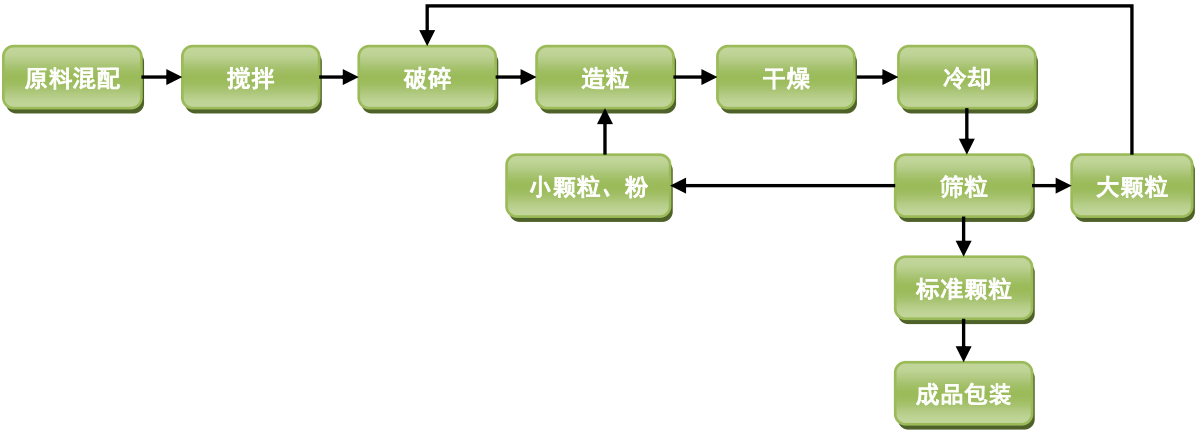 原料混配
搅拌
破碎
造粒
干燥
冷却
小颗粒、粉
筛粒
大颗粒
标准颗粒
成品包装